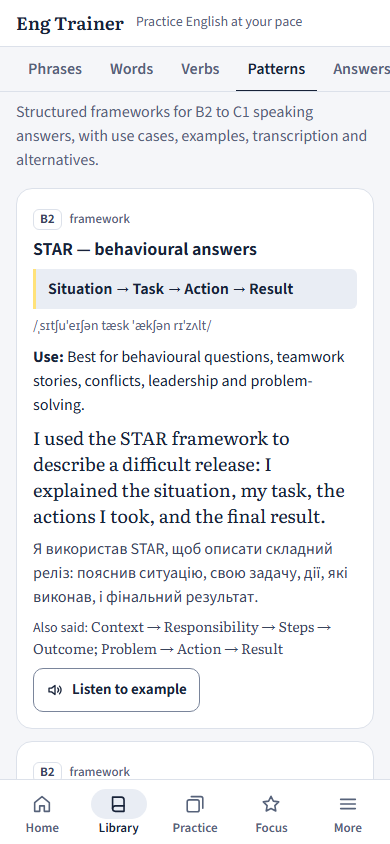 Eng Trainer Practice English at your pace
Phrases Words Verbs Patterns Answers
Structured frameworks for B2 to C1 speaking
answers, with use cases, examples, transcription and
alternatives.
B2 framework
STAR — behavioural answers
Situation → Task → Action → Result
/ˌsɪtʃuˈeɪʃən tæsk ˈækʃən rɪˈzʌlt/
Use: Best for behavioural questions, teamwork
stories, conflicts, leadership and problem-
solving.
I used the STAR framework to
describe a difficult release: I
explained the situation, my task, the
actions I took, and the final result.
Я використав STAR, щоб описати складний
реліз: пояснив ситуацію, свою задачу, дії, які
виконав, і фінальний результат.
Also said: Context → Responsibility → Steps →
Outcome; Problem → Action → Result
Listen to example
B2 framework
Home Library Practice Focus More